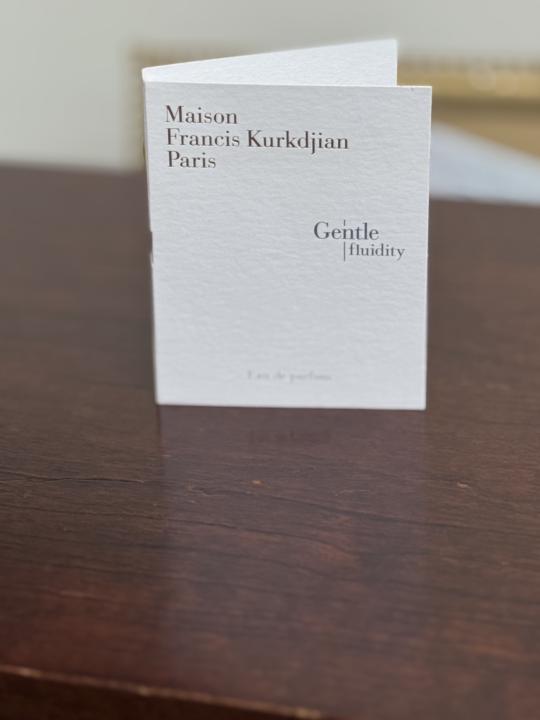 Maison
Francis Kurkdjian
Paris
Gentle
fluidity
Eau de parfum